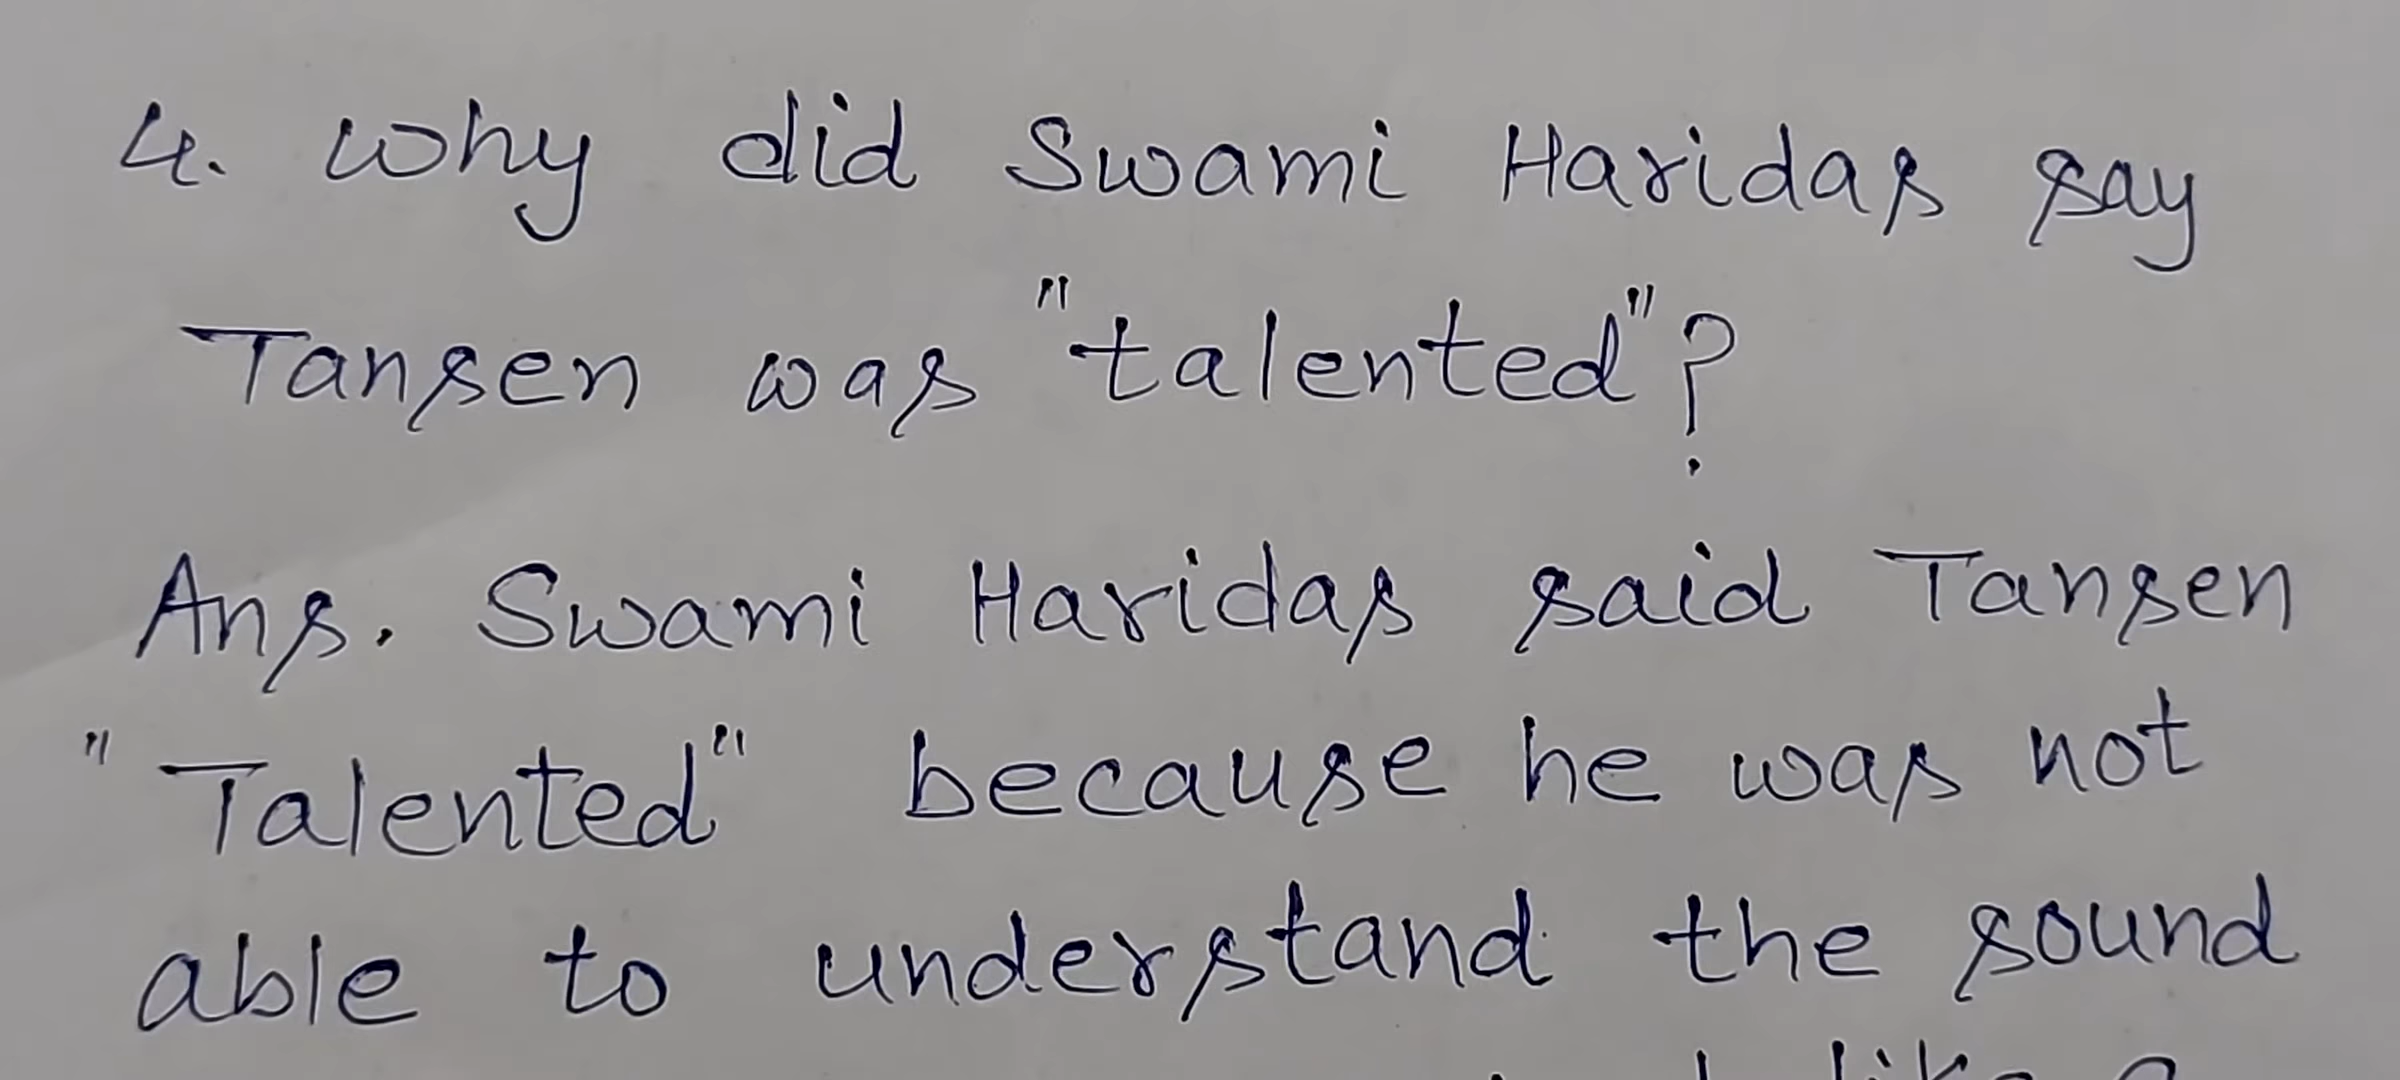 4. Why did Swami Haridas say
Tansen was "talented"?
Ans. Swami Haridas said Tansen
"Talented" because he was not
able to understand the sound
like a